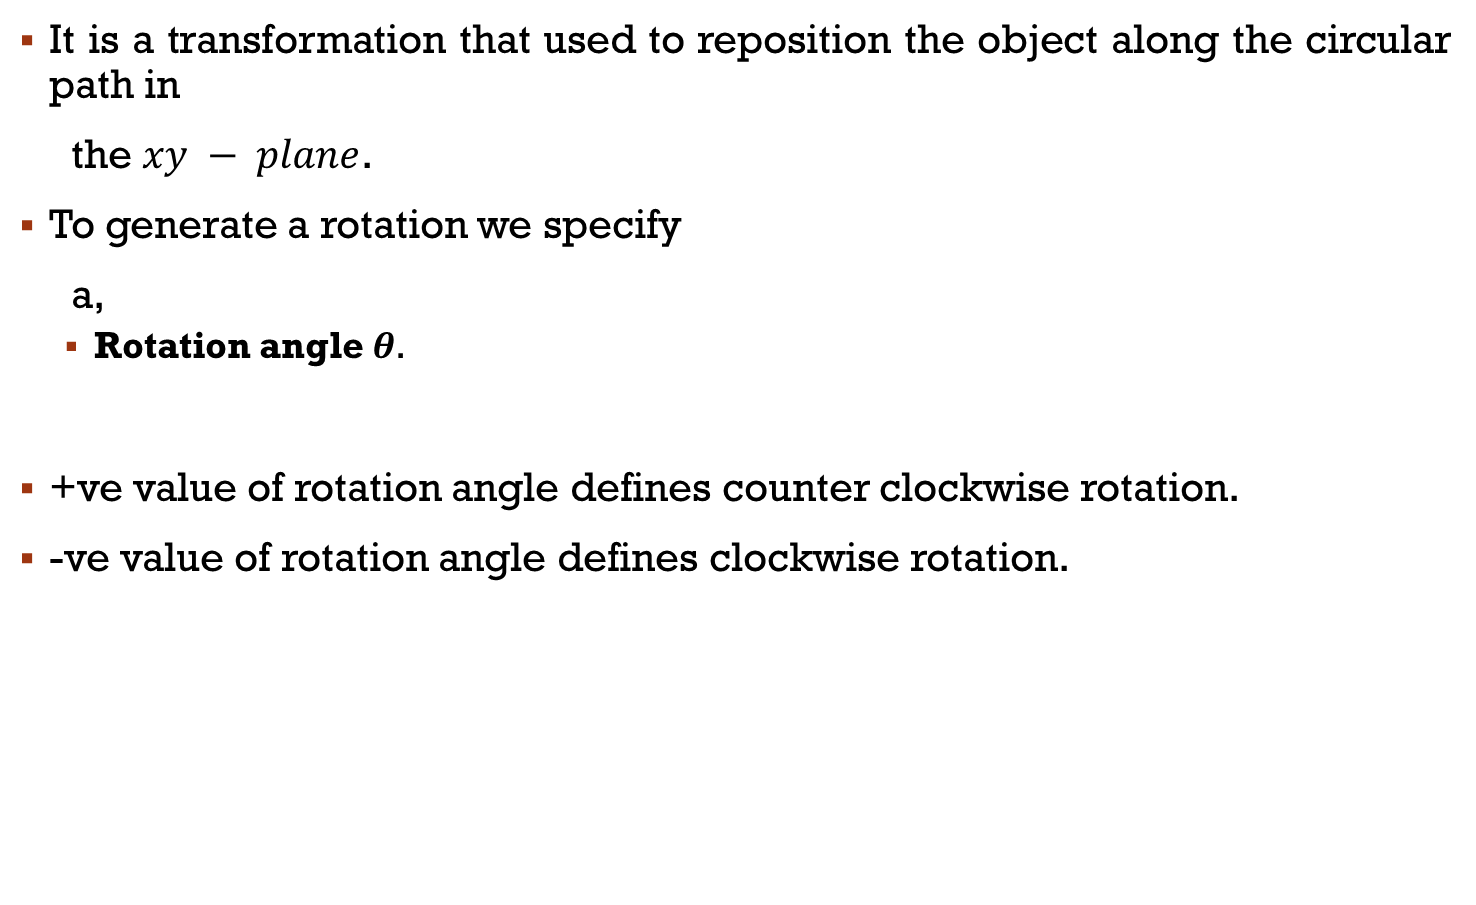 ▪ It is a transformation that used to reposition the object along the circular
path in
the 𝑥𝑦 − 𝑝𝑙𝑎𝑛𝑒.
▪ To generate a rotation we specify
a,
▪ Rotation angle 𝜽.
▪ +ve value of rotation angle defines counter clockwise rotation.
▪ -ve value of rotation angle defines clockwise rotation.